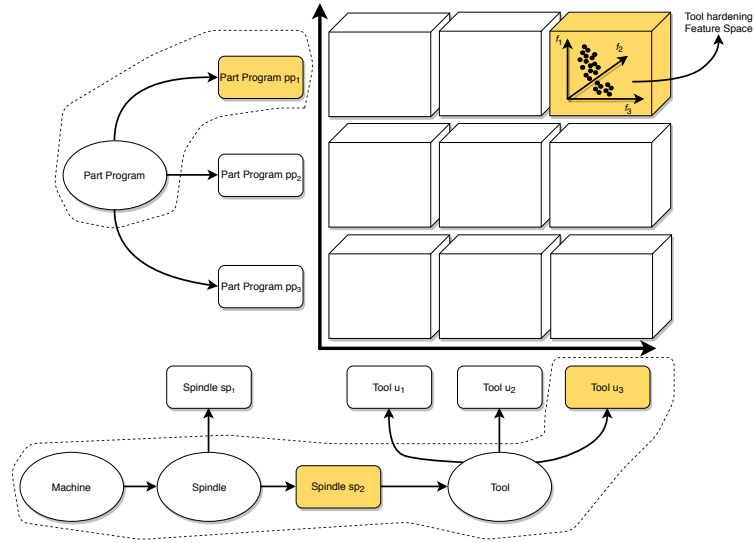 Tool hardening
Feature Space
f1
f2
f3
Part Program pp1
Part Program
Part Program pp2
Part Program pp3
Spindle sp1
Tool u1
Tool u2
Tool u3
Machine
Spindle
Spindle sp2
Tool